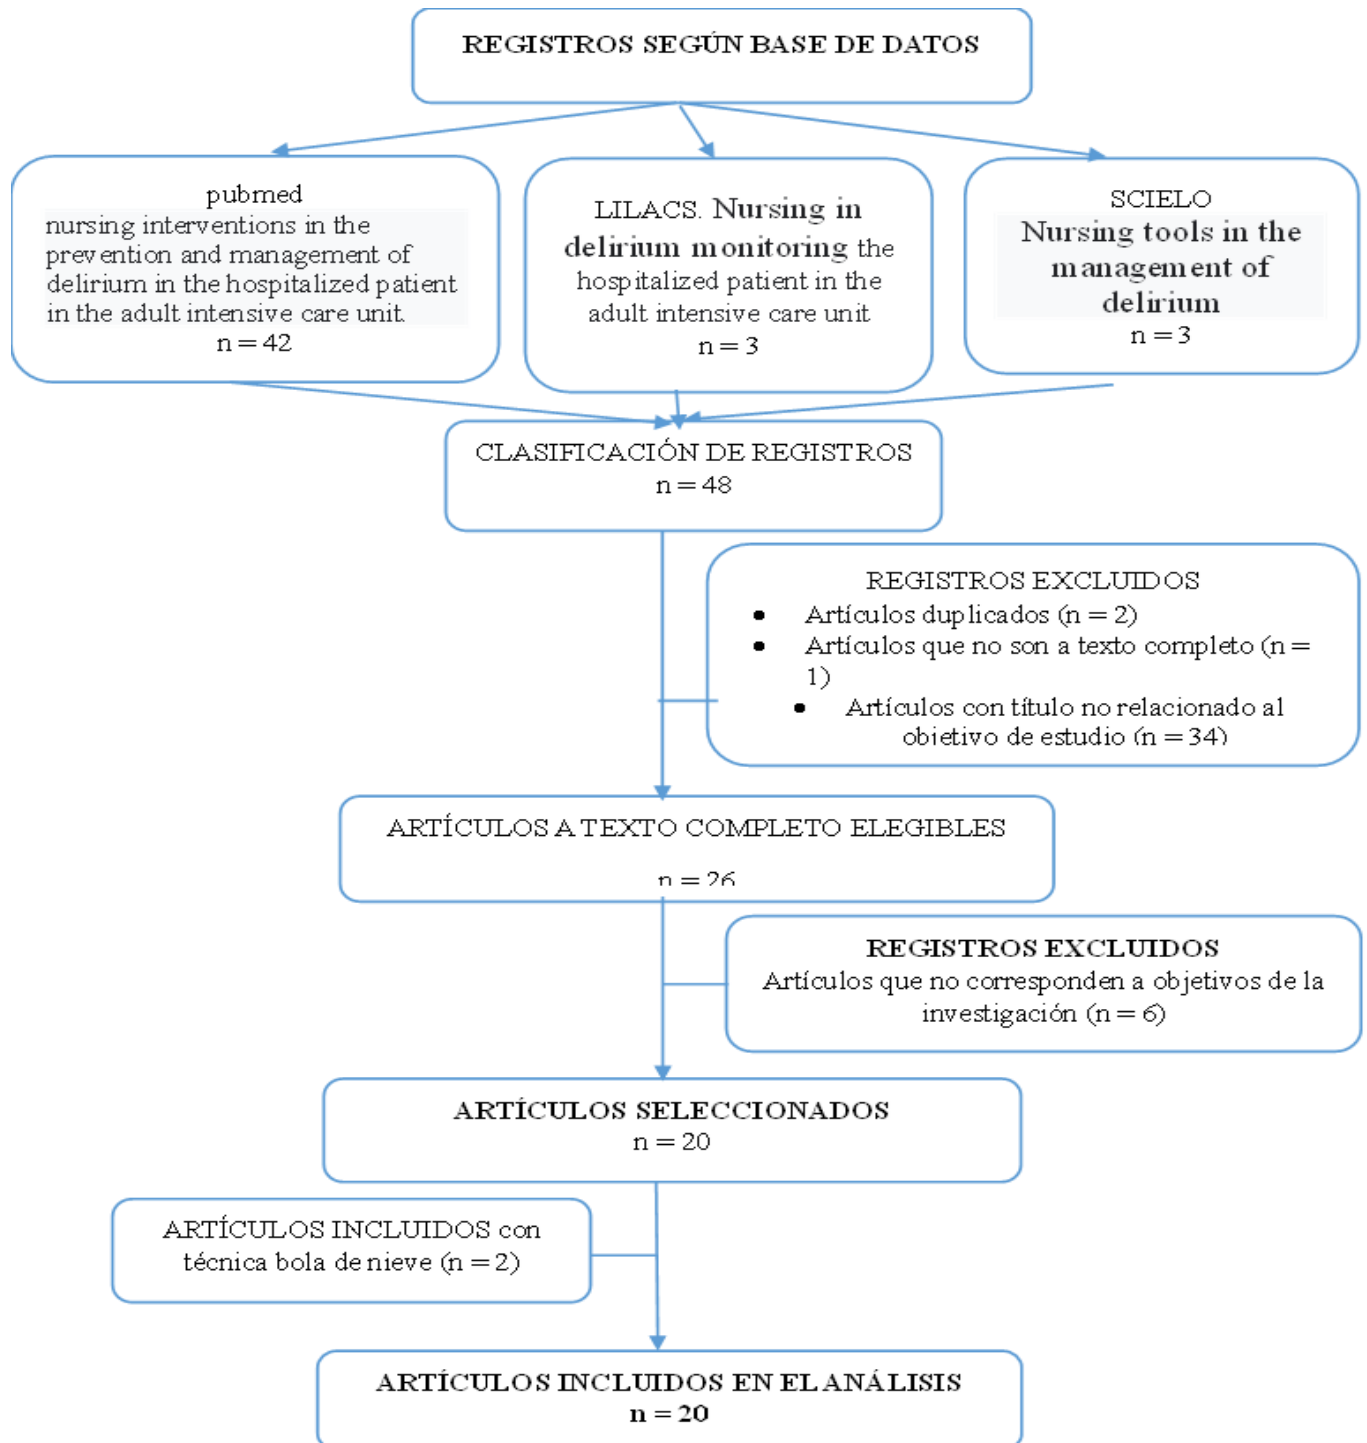 REGISTROS SEGÚN BASE DE DATOS
pubmed
nursing interventions in the
prevention and management of
delirium in the hospitalized patient
in the adult intensive care unit.
n = 42
LILACS. Nursing in
delirium monitoring the
hospitalized patient in the
adult intensive care unit
n = 3
SCIELO
Nursing tools in the
management of
delirium
n = 3
CLASIFICACIÓN DE REGISTROS
n = 48
REGISTROS EXCLUIDOS
• Artículos duplicados (n = 2)
• Artículos que no son a texto completo (n =
1)
• Artículos con título no relacionado al
objetivo de estudio (n = 34)
ARTÍCULOS A TEXTO COMPLETO ELEGIBLES
n = 26
REGISTROS EXCLUIDOS
Artículos que no corresponden a objetivos de la
investigación (n = 6)
ARTÍCULOS SELECCIONADOS
n = 20
ARTÍCULOS INCLUIDOS con
técnica bola de nieve (n = 2)
ARTÍCULOS INCLUIDOS EN EL ANÁLISIS
n = 20